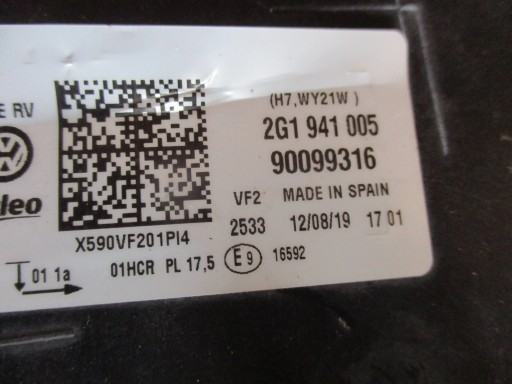 (H7,WY21W)
E RV
2G1 941 005
90099316
leo
VF2 MADE IN SPAIN
X590VF201PI4
2533 12/08/19 17 01
01 1a 01HCR PL 17,5 E9 16592